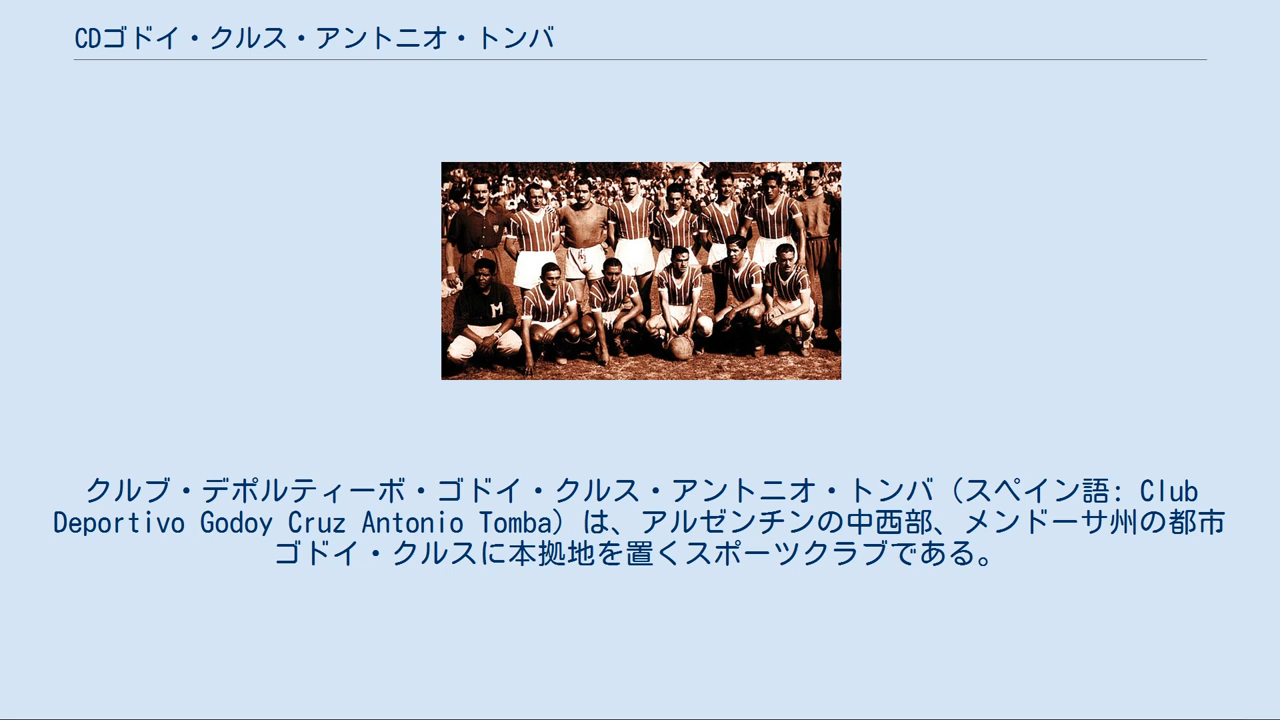 CDゴドイ・クルス・アントニオ・トンバ
M
クルブ・デポルティーボ・ゴドイ・クルス・アントニオ・トンバ（スペイン語: Club
Deportivo Godoy Cruz Antonio Tomba）は、アルゼンチンの中西部、メンドーサ州の都市
ゴドイ・クルスに本拠地を置くスポーツクラブである。